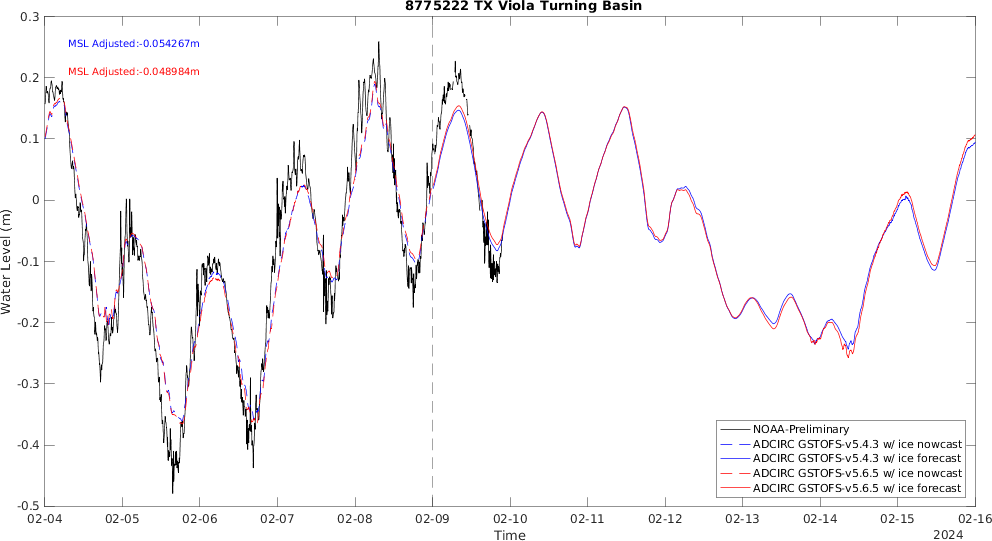 8775222 TX Viola Turning Basin
MSL Adjusted:-0.054267m
MSL Adjusted:-0.048984m
0.3
0.2
0.1
0
-0.1
-0.2
-0.3
-0.4
-0.5
Water Level (m)
NOAA-Preliminary
ADCIRC GSTOFS-v5.4.3 w/ ice nowcast
ADCIRC GSTOFS-v5.4.3 w/ ice forecast
ADCIRC GSTOFS-v5.6.5 w/ ice nowcast
ADCIRC GSTOFS-v5.6.5 w/ ice forecast
02-04 02-05 02-06 02-07 02-08 02-09 02-10 02-11 02-12 02-13 02-14 02-15 02-16
Time
2024